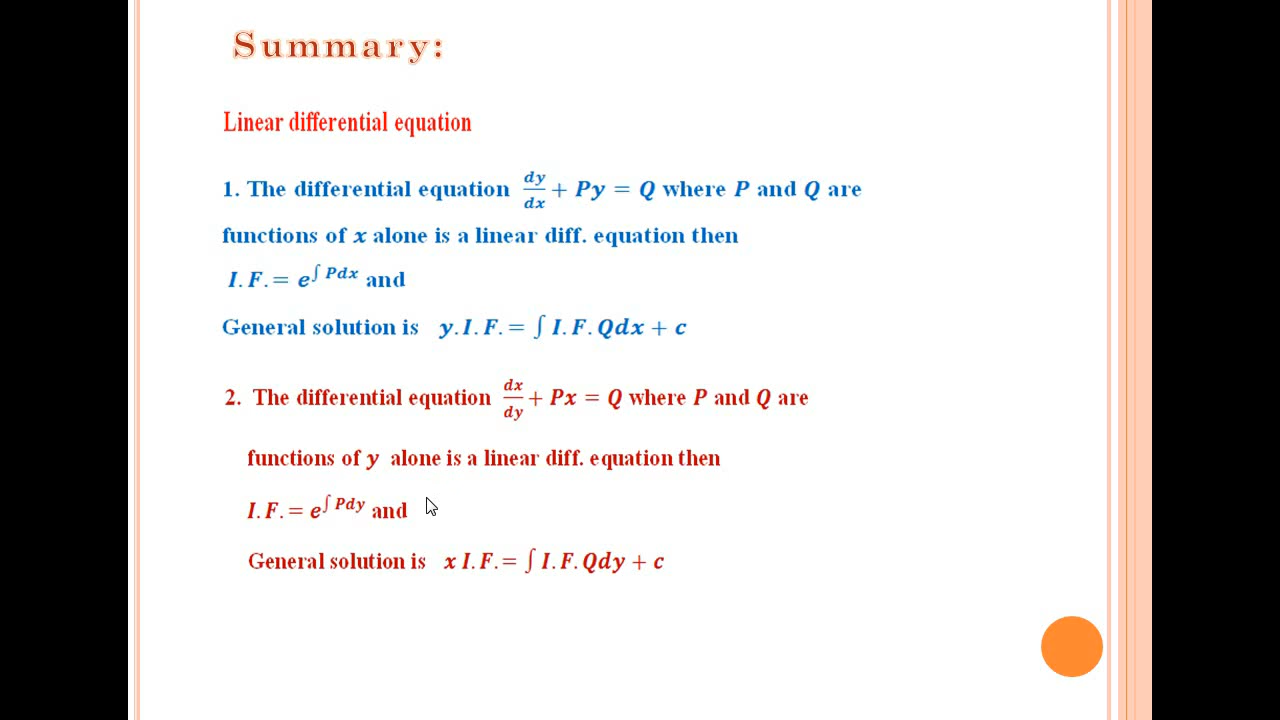 Summary:
Linear differential equation
1. The differential equation dy/dx + Py = Q where P and Q are
functions of x alone is a linear diff. equation then
I.F. = e^∫ Pdx and
General solution is y.I.F. = ∫ I.F.Qdx + c
2. The differential equation dx/dy + Px = Q where P and Q are
functions of y alone is a linear diff. equation then
I.F. = e^∫ Pdy and
General solution is x I.F. = ∫ I.F.Qdy + c